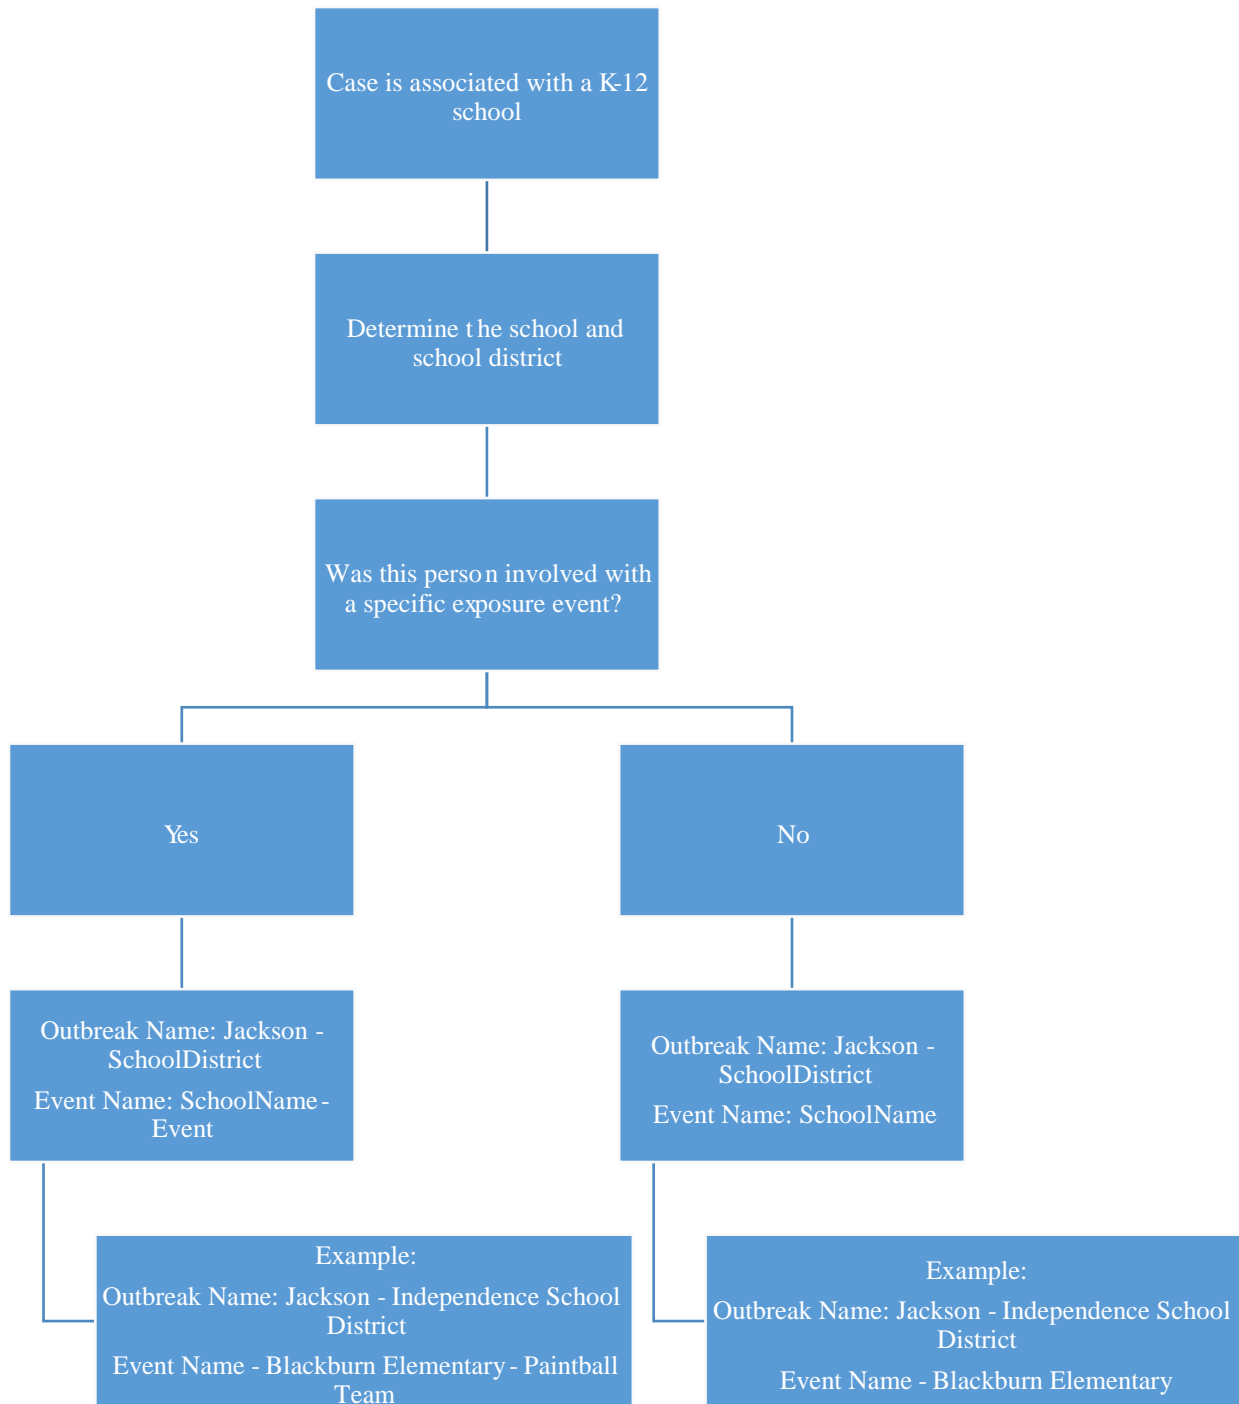 Case is associated with a K-12
school
Determine the school and
school district
Was this person involved with
a specific exposure event?
Yes
No
Outbreak Name: Jackson -
SchoolDistrict
Event Name: SchoolName -
Event
Outbreak Name: Jackson -
SchoolDistrict
Event Name: SchoolName
Example:
Outbreak Name: Jackson - Independence School
District
Event Name - Blackburn Elementary - Paintball
Team
Example:
Outbreak Name: Jackson - Independence School
District
Event Name - Blackburn Elementary